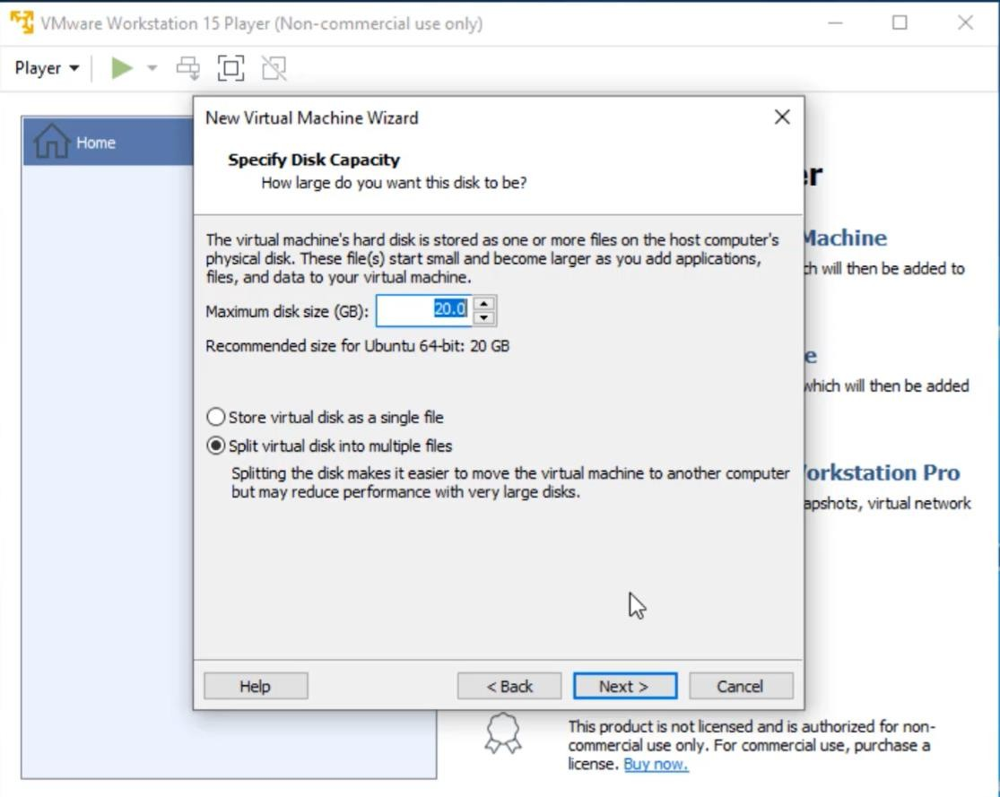 VMware Workstation 15 Player (Non-commercial use only)
Player
New Virtual Machine Wizard
Home
Specify Disk Capacity
How large do you want this disk to be?
er
Machine
ch will then be added to
The virtual machine's hard disk is stored as one or more files on the host computer's
physical disk. These file(s) start small and become larger as you add applications,
files, and data to your virtual machine.
Maximum disk size (GB): 20.0
Recommended size for Ubuntu 64-bit: 20 GB
e
which will then be added
Store virtual disk as a single file
Split virtual disk into multiple files
Splitting the disk makes it easier to move the virtual machine to another computer
but may reduce performance with very large disks.
orkstation Pro
apshots, virtual network
Help
< Back
Next >
Cancel
This product is not licensed and is authorized for non-
commercial use only. For commercial use, purchase a
license. Buy now.